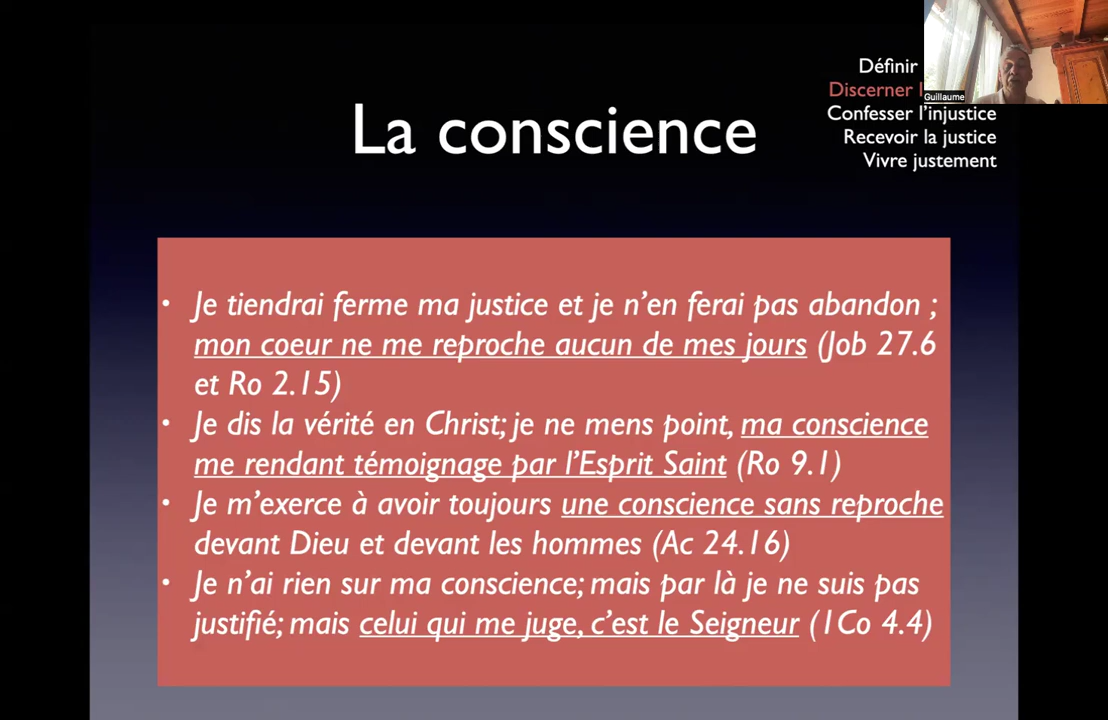 La conscience
Définir
Discerner l
Guillaume
Confesser l’injustice
Recevoir la justice
Vivre justement
• Je tiendrai ferme ma justice et je n’en ferai pas abandon ;
mon coeur ne me reproche aucun de mes jours (Job 27.6
et Ro 2.15)
• Je dis la vérité en Christ; je ne mens point, ma conscience
me rendant témoignage par l’Esprit Saint (Ro 9.1)
• Je m’exerce à avoir toujours une conscience sans reproche
devant Dieu et devant les hommes (Ac 24.16)
• Je n’ai rien sur ma conscience; mais par là je ne suis pas
justifié; mais celui qui me juge, c’est le Seigneur (1Co 4.4)